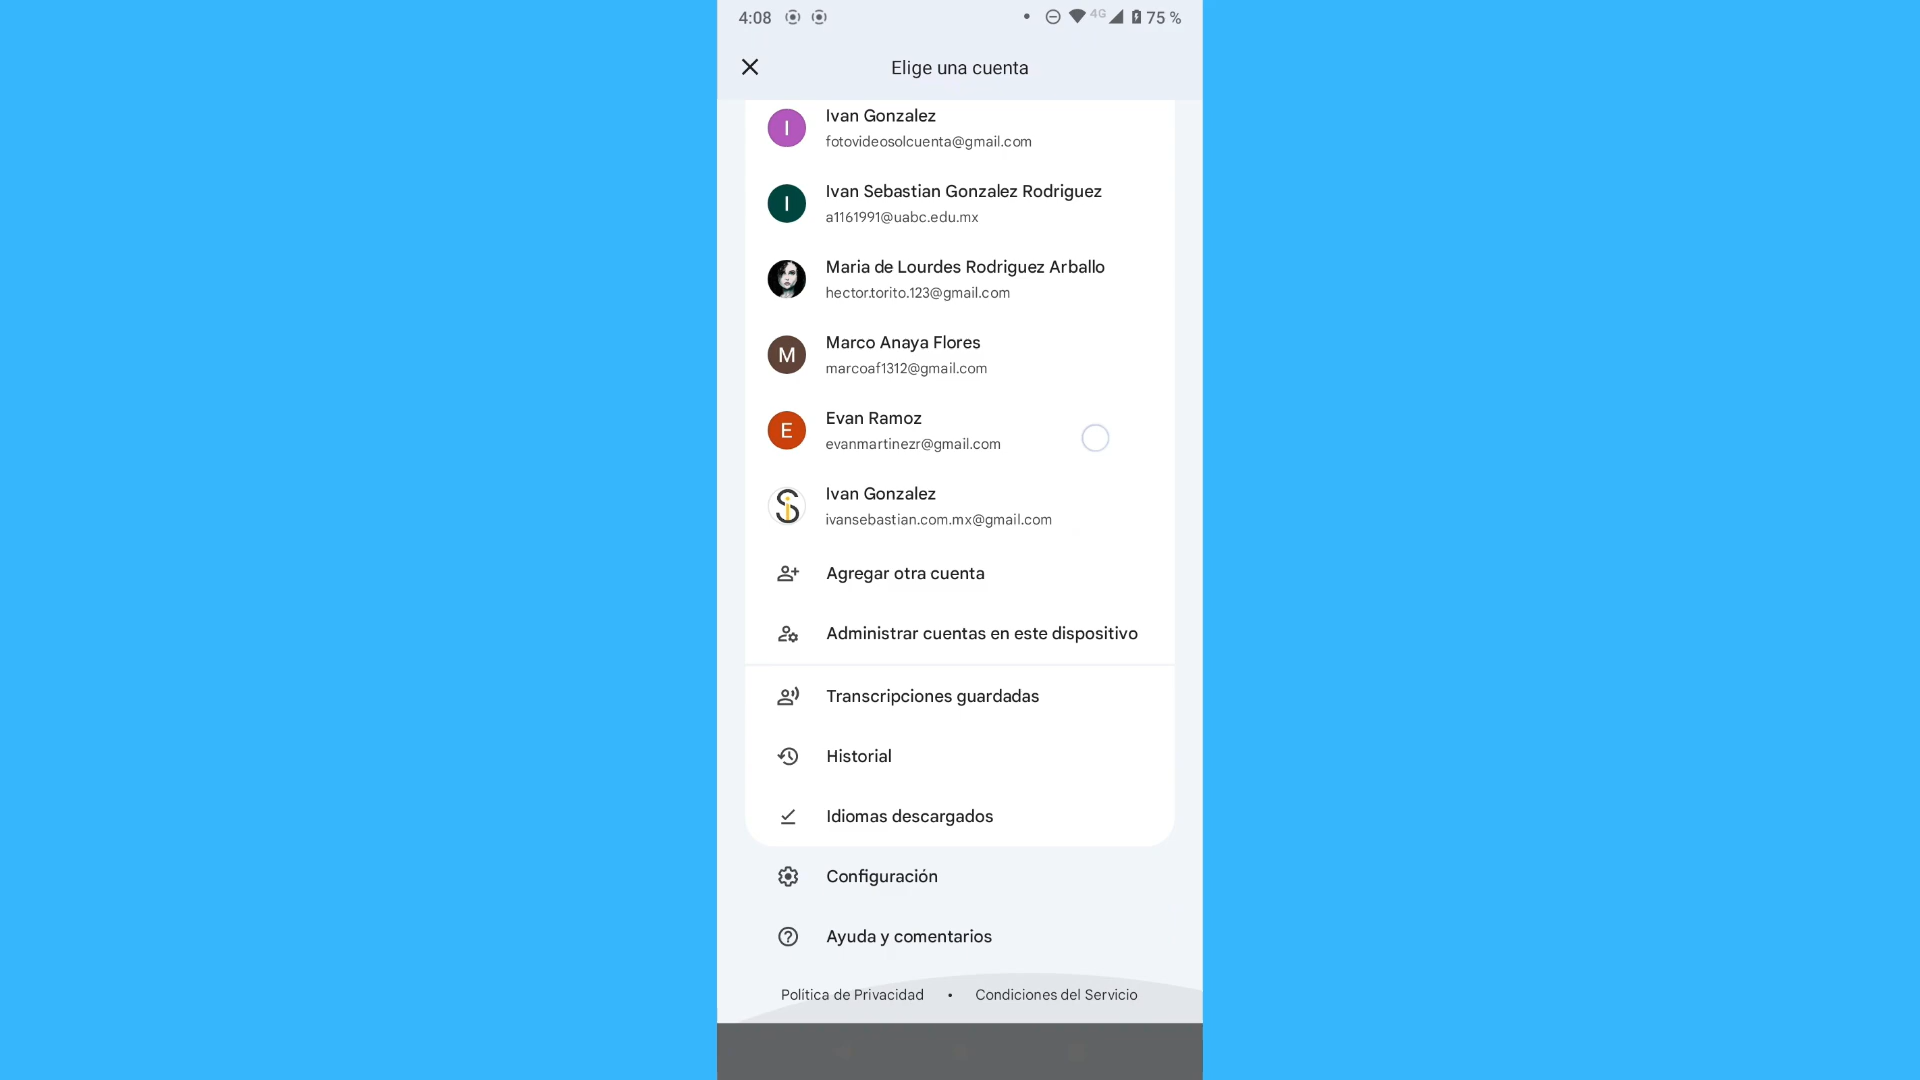 4:08 4G 75 %
Elige una cuenta
I
Ivan Gonzalez
fotovideosolcuenta@gmail.com
I
Ivan Sebastian Gonzalez Rodriguez
a1161991@uabc.edu.mx
Maria de Lourdes Rodriguez Arballo
hector.torito.123@gmail.com
M
Marco Anaya Flores
marcoaf1312@gmail.com
E
Evan Ramoz
evanmartinezr@gmail.com
Ivan Gonzalez
ivansebastian.com.mx@gmail.com
Agregar otra cuenta
Administrar cuentas en este dispositivo
Transcripciones guardadas
Historial
Idiomas descargados
Configuración
Ayuda y comentarios
Política de Privacidad • Condiciones del Servicio